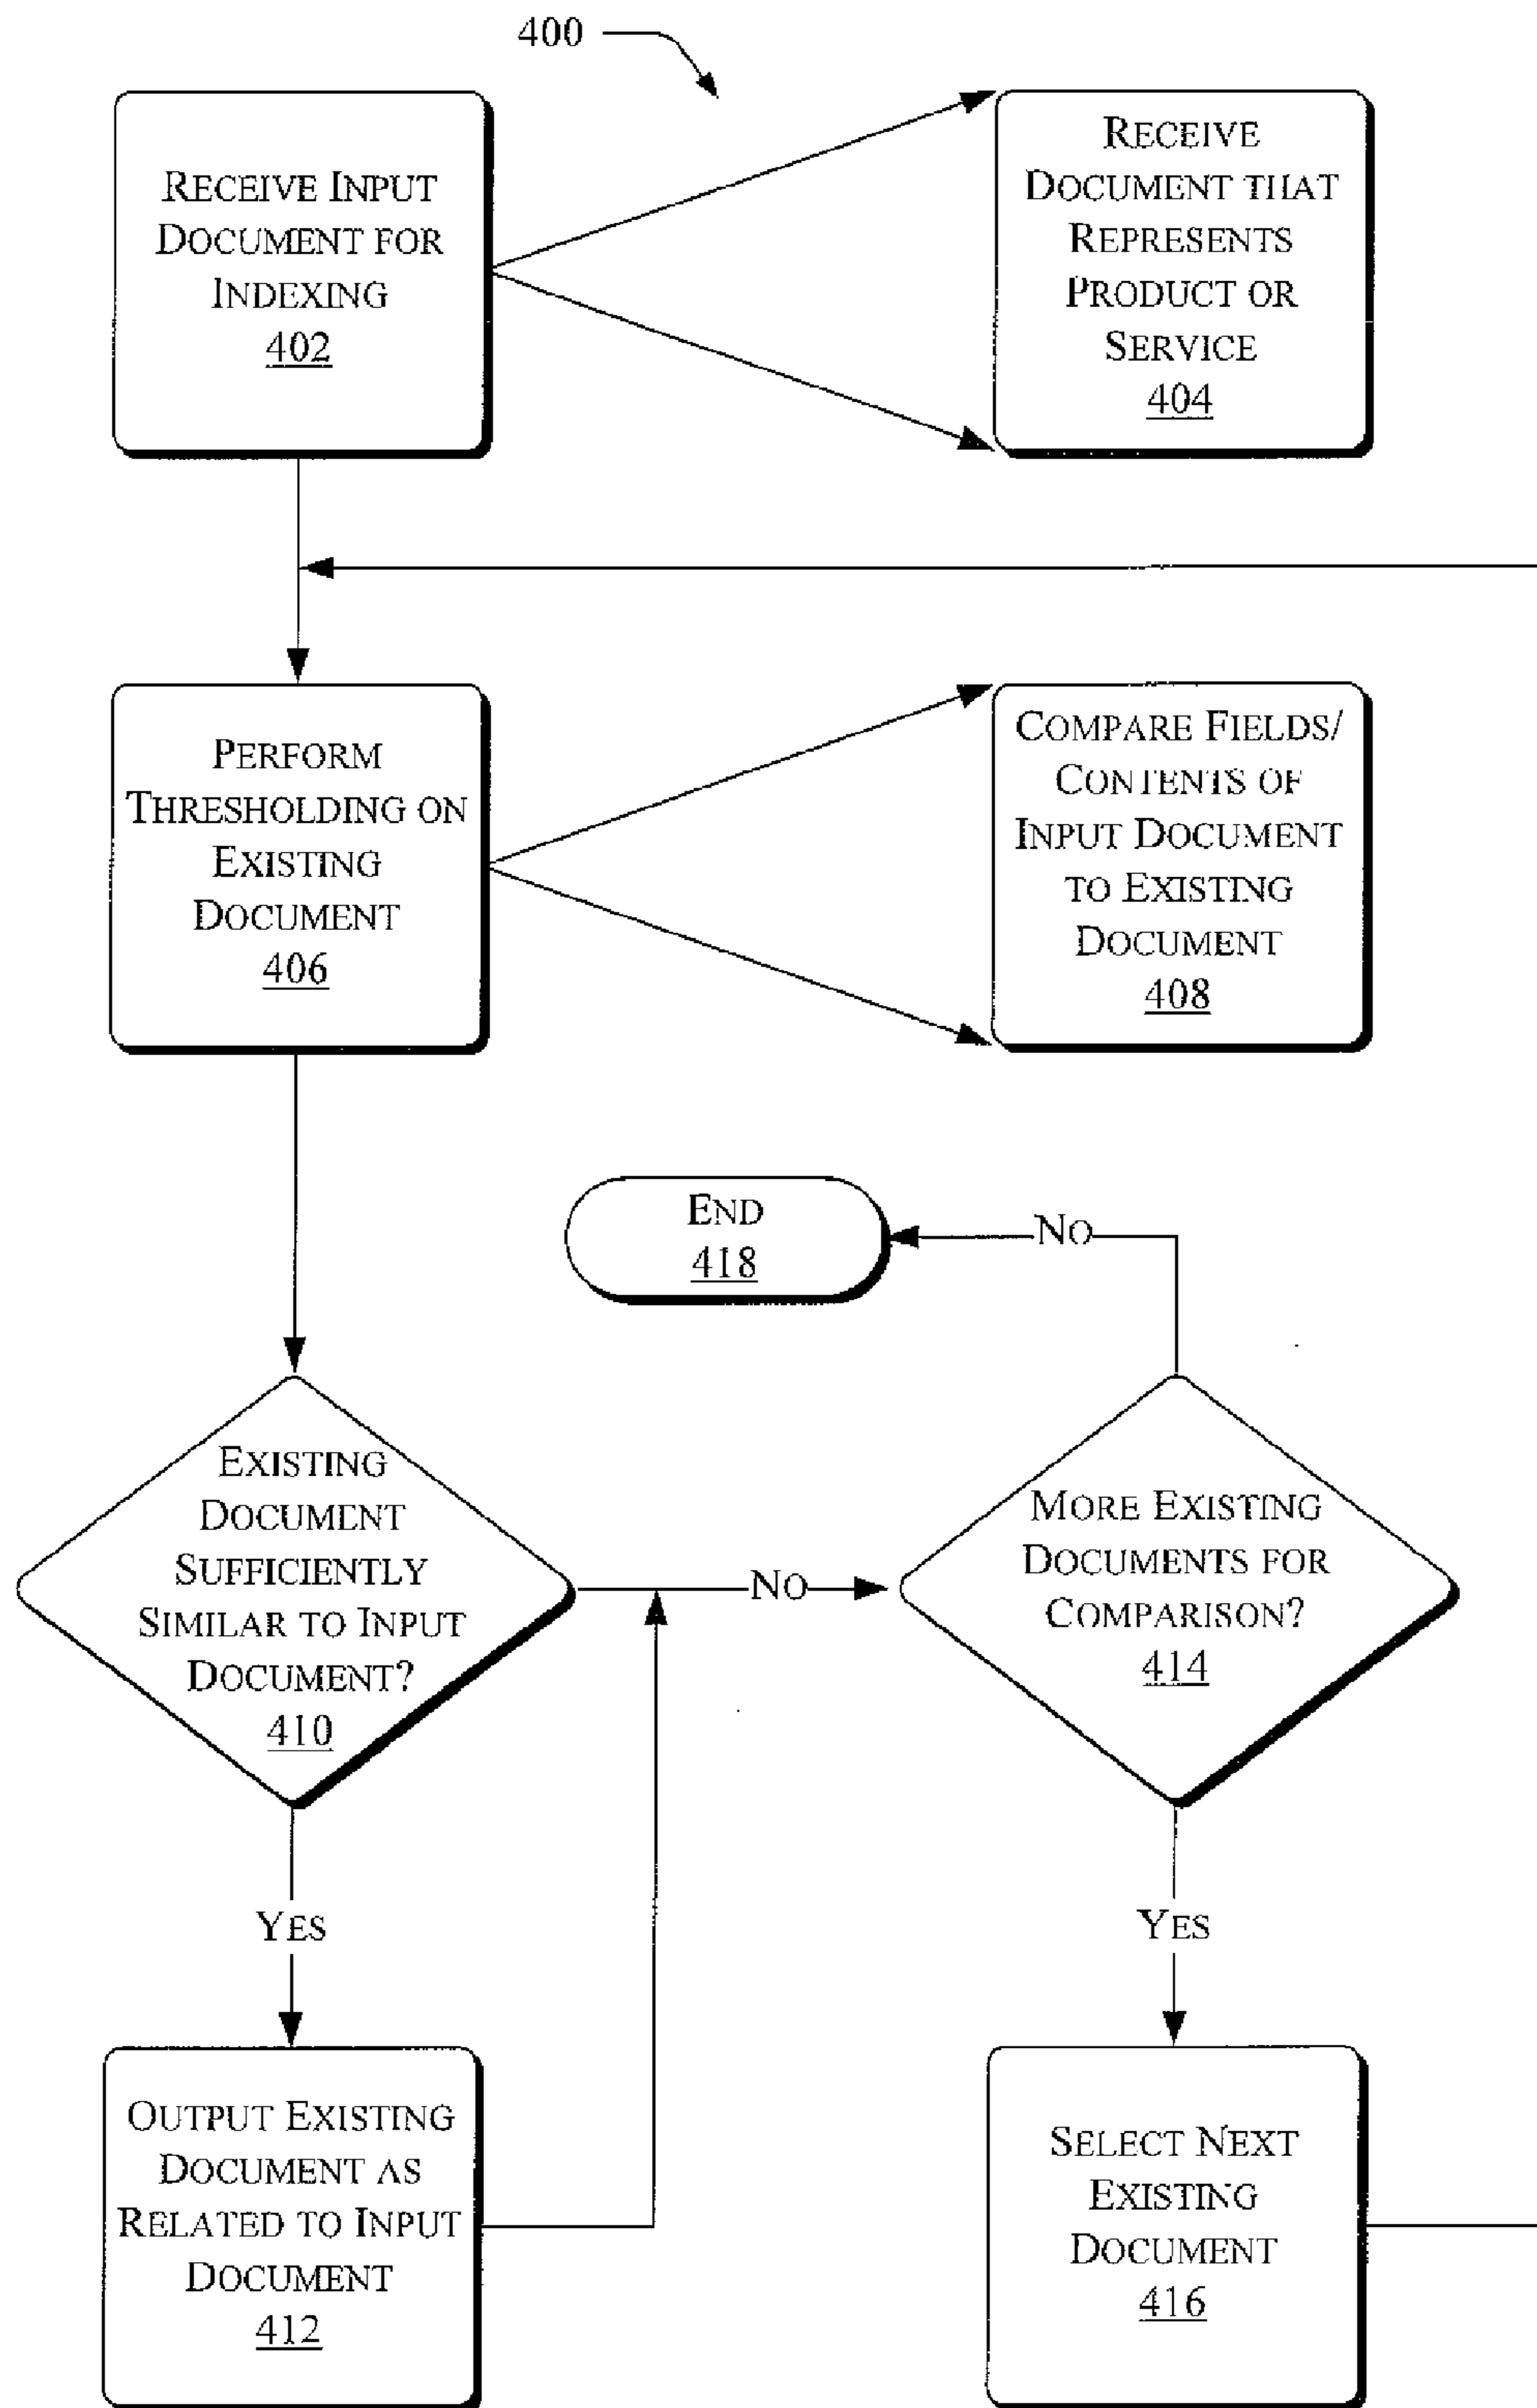 400
RECEIVE INPUT
DOCUMENT FOR
INDEXING
402
RECEIVE
DOCUMENT THAT
REPRESENTS
PRODUCT OR
SERVICE
404
PERFORM
THRESHOLDING ON
EXISTING
DOCUMENT
406
COMPARE FIELDS/
CONTENTS OF
INPUT DOCUMENT
TO EXISTING
DOCUMENT
408
END
418
NO
EXISTING
DOCUMENT
SUFFICIENTLY
SIMILAR TO INPUT
DOCUMENT?
410
NO
MORE EXISTING
DOCUMENTS FOR
COMPARISON?
414
YES
YES
OUTPUT EXISTING
DOCUMENT AS
RELATED TO INPUT
DOCUMENT
412
SELECT NEXT
EXISTING
DOCUMENT
416